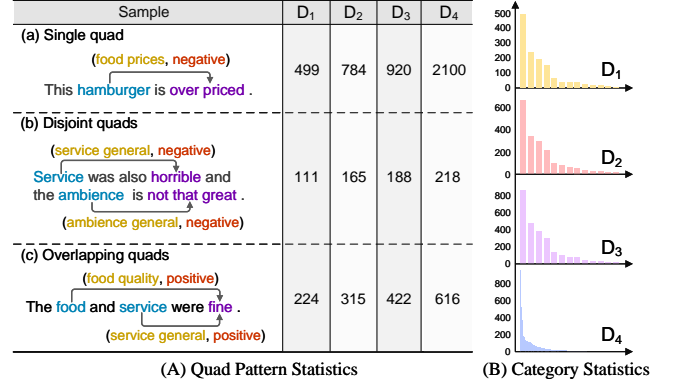 Sample D1 D2 D3 D4
(a) Single quad
(food prices, negative)
This hamburger is over priced .
499 784 920 2100
(b) Disjoint quads
(service general, negative)
Service was also horrible and
the ambience is not that great .
(ambience general, negative)
111 165 188 218
(c) Overlapping quads
(food quality, positive)
The food and service were fine .
(service general, positive)
224 315 422 616
(A) Quad Pattern Statistics
500
400
300
200
100
0
D1
600
400
200
0
D2
800
600
400
200
0
D3
800
600
400
200
0
D4
(B) Category Statistics